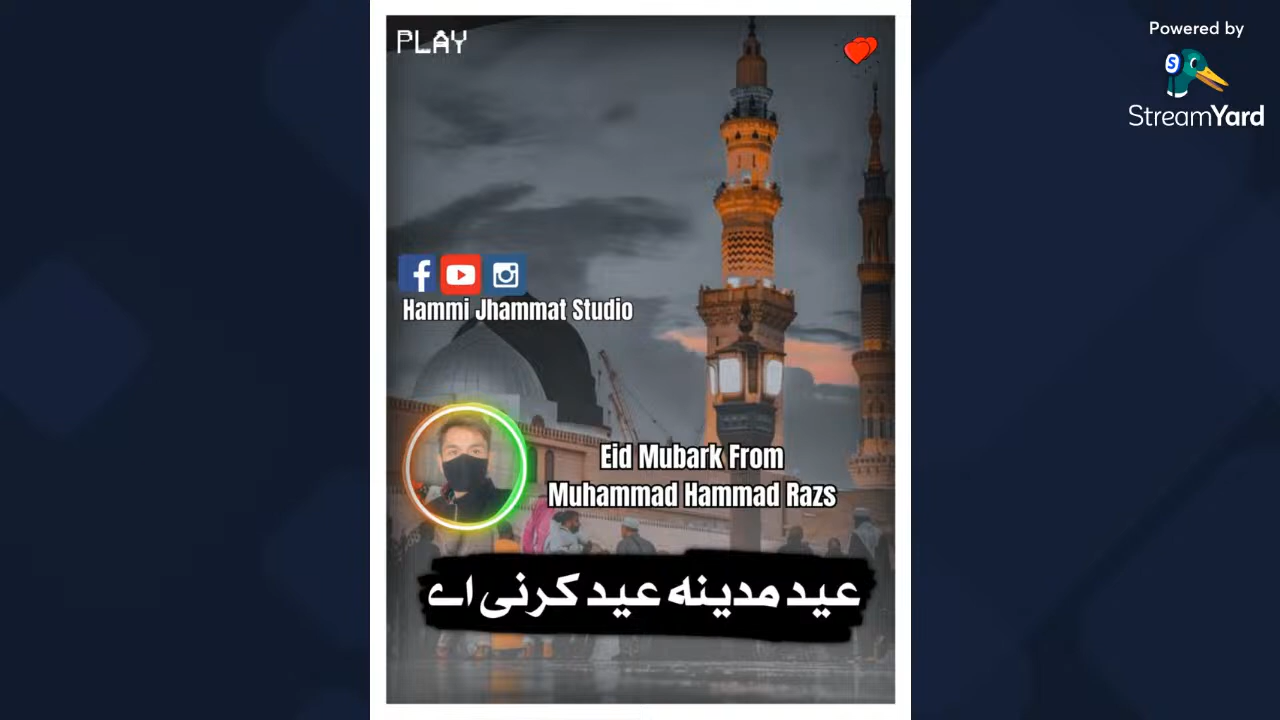 PLAY
Powered by
StreamYard
Hammi Jhammat Studio
Eid Mubark From
Muhammad Hammad Razs
عید مدینہ عید کرنی اے